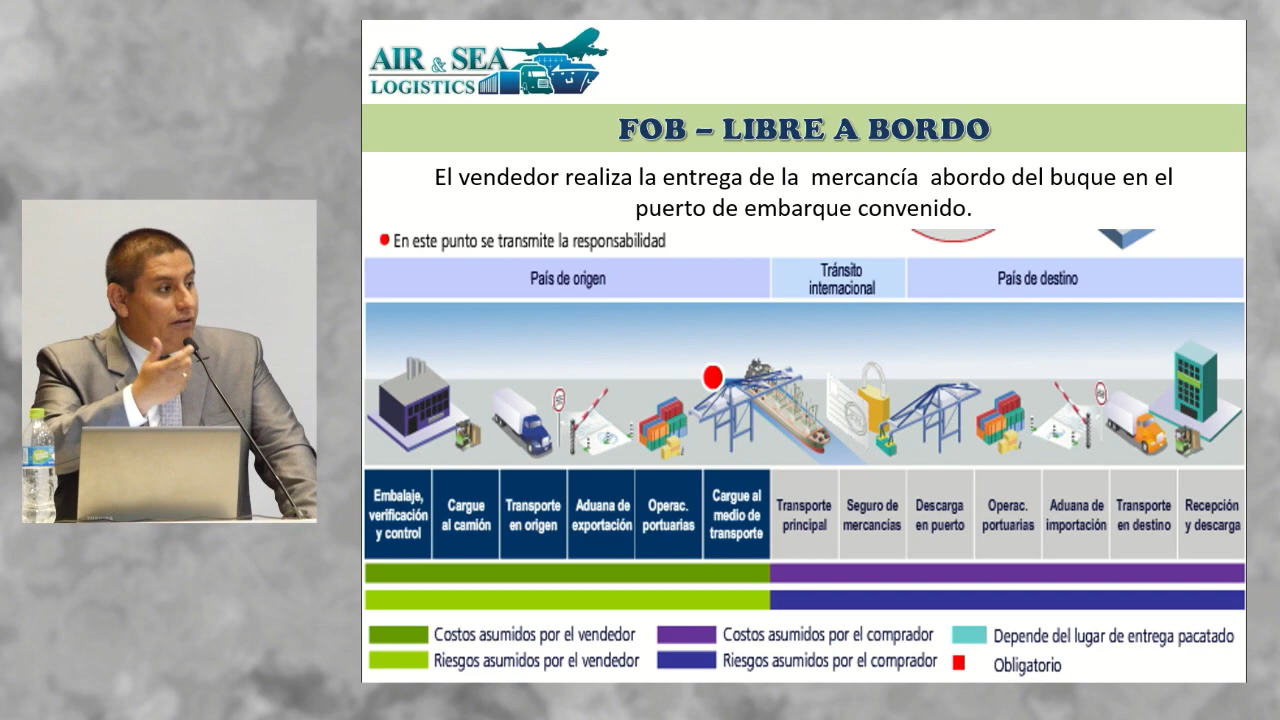 AIR & SEA
LOGISTICS
FOB – LIBRE A BORDO
El vendedor realiza la entrega de la mercancía abordo del buque en el
puerto de embarque convenido.
En este punto se transmite la responsabilidad
País de origen
Tránsito
internacional
País de destino
Embalaje,
verificación
y control
Cargue
al camión
Transporte
en origen
Aduana de
exportación
Operac.
portuarias
Cargue al
medio de
transporte
Transporte
principal
Seguro de
mercancías
Descarga
en puerto
Operac.
portuarias
Aduana de
importación
Transporte
en destino
Recepción
y descarga
Costos asumidos por el vendedor
Costos asumidos por el comprador
Depende del lugar de entrega pacatado
Riesgos asumidos por el vendedor
Riesgos asumidos por el comprador
Obligatorio